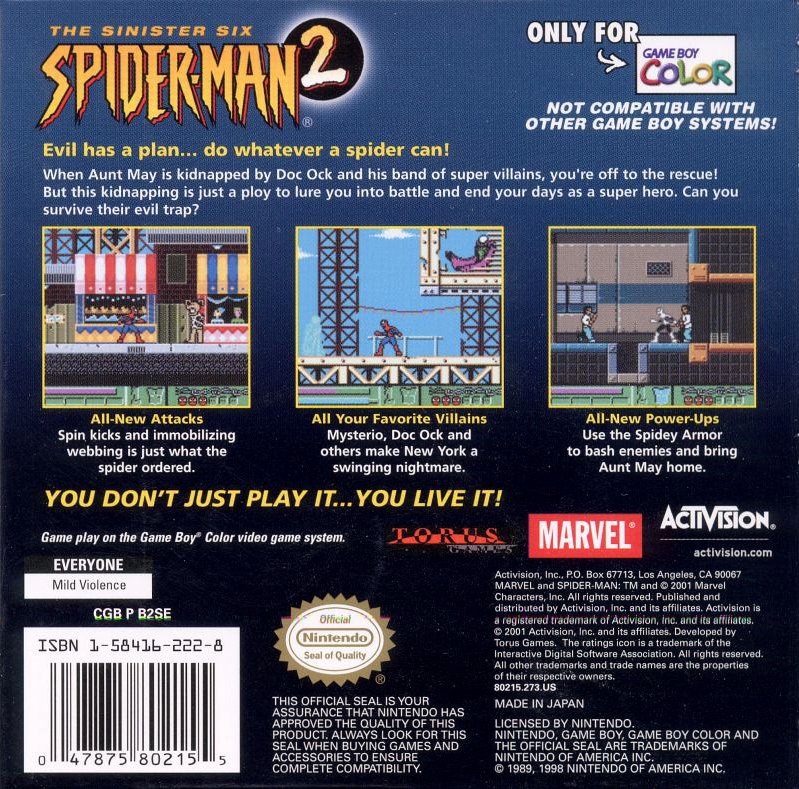 THE SINISTER SIX
SPIDER-MAN 2
®
ONLY FOR
GAME BOY
COLOR
NOT COMPATIBLE WITH
OTHER GAME BOY SYSTEMS!
Evil has a plan... do whatever a spider can!
When Aunt May is kidnapped by Doc Ock and his band of super villains, you're off to the rescue!
But this kidnapping is just a ploy to lure you into battle and end your days as a super hero. Can you
survive their evil trap?
All-New Attacks
Spin kicks and immobilizing
webbing is just what the
spider ordered.
All Your Favorite Villains
Mysterio, Doc Ock and
others make New York a
swinging nightmare.
All-New Power-Ups
Use the Spidey Armor
to bash enemies and bring
Aunt May home.
YOU DON'T JUST PLAY IT...YOU LIVE IT!
Game play on the Game Boy® Color video game system.
TORUS
GAMES
MARVEL®
ACTIVISION®
activision.com
EVERYONE
Mild Violence
CGB P B2SE
ISBN 1-58416-222-8
0 47875 80215 5
Official
Nintendo
Seal of Quality
®
THIS OFFICIAL SEAL IS YOUR
ASSURANCE THAT NINTENDO HAS
APPROVED THE QUALITY OF THIS
PRODUCT. ALWAYS LOOK FOR THIS
SEAL WHEN BUYING GAMES AND
ACCESSORIES TO ENSURE
COMPLETE COMPATIBILITY.
Activision, Inc., P.O. Box 67713, Los Angeles, CA 90067
MARVEL and SPIDER-MAN: TM and © 2001 Marvel
Characters, Inc. All rights reserved. Published and
distributed by Activision, Inc. and its affiliates. Activision is
a registered trademark of Activision, Inc. and its affiliates.
© 2001 Activision, Inc. and its affiliates. Developed by
Torus Games. The ratings icon is a trademark of the
Interactive Digital Software Association. All rights reserved.
All other trademarks and trade names are the properties
of their respective owners.
80215.273.US
MADE IN JAPAN
LICENSED BY NINTENDO.
NINTENDO, GAME BOY, GAME BOY COLOR AND
THE OFFICIAL SEAL ARE TRADEMARKS OF
NINTENDO OF AMERICA INC.
© 1989, 1998 NINTENDO OF AMERICA INC.